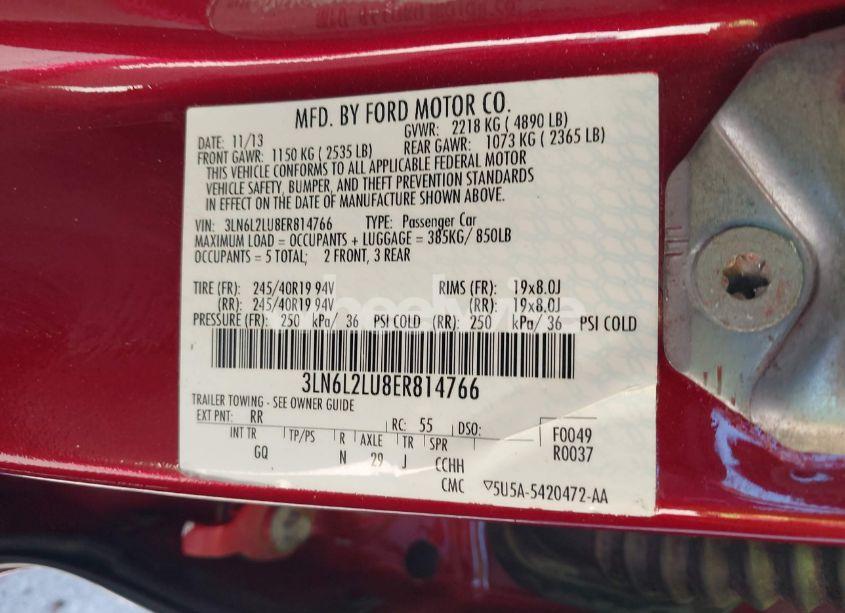 MFD. BY FORD MOTOR CO.
DATE: 11/13 GVWR: 2218 KG ( 4890 LB)
FRONT GAWR: 1150 KG ( 2535 LB) REAR GAWR: 1073 KG ( 2365 LB)
THIS VEHICLE CONFORMS TO ALL APPLICABLE FEDERAL MOTOR
VEHICLE SAFETY, BUMPER, AND THEFT PREVENTION STANDARDS
IN EFFECT ON THE DATE OF MANUFACTURE SHOWN ABOVE.
VIN: 3LN6L2LU8ER814766 TYPE: Passenger Car
MAXIMUM LOAD = OCCUPANTS + LUGGAGE = 385KG/ 850LB
OCCUPANTS = 5 TOTAL; 2 FRONT, 3 REAR
TIRE (FR): 245/40R19 94V RIMS (FR): 19x8.0J
(RR): 245/40R19 94V (RR): 19x8.0J
PRESSURE (FR): 250 kPa/ 36 PSI COLD (RR): 250 kPa/ 36 PSI COLD
3LN6L2LU8ER814766
TRAILER TOWING - SEE OWNER GUIDE
EXT PNT: RR RC: 55 DSO: F0049
INT TR TP/PS R AXLE TR SPR R0037
GQ N 29 J CCHH
CMC ▽5U5A-5420472-AA